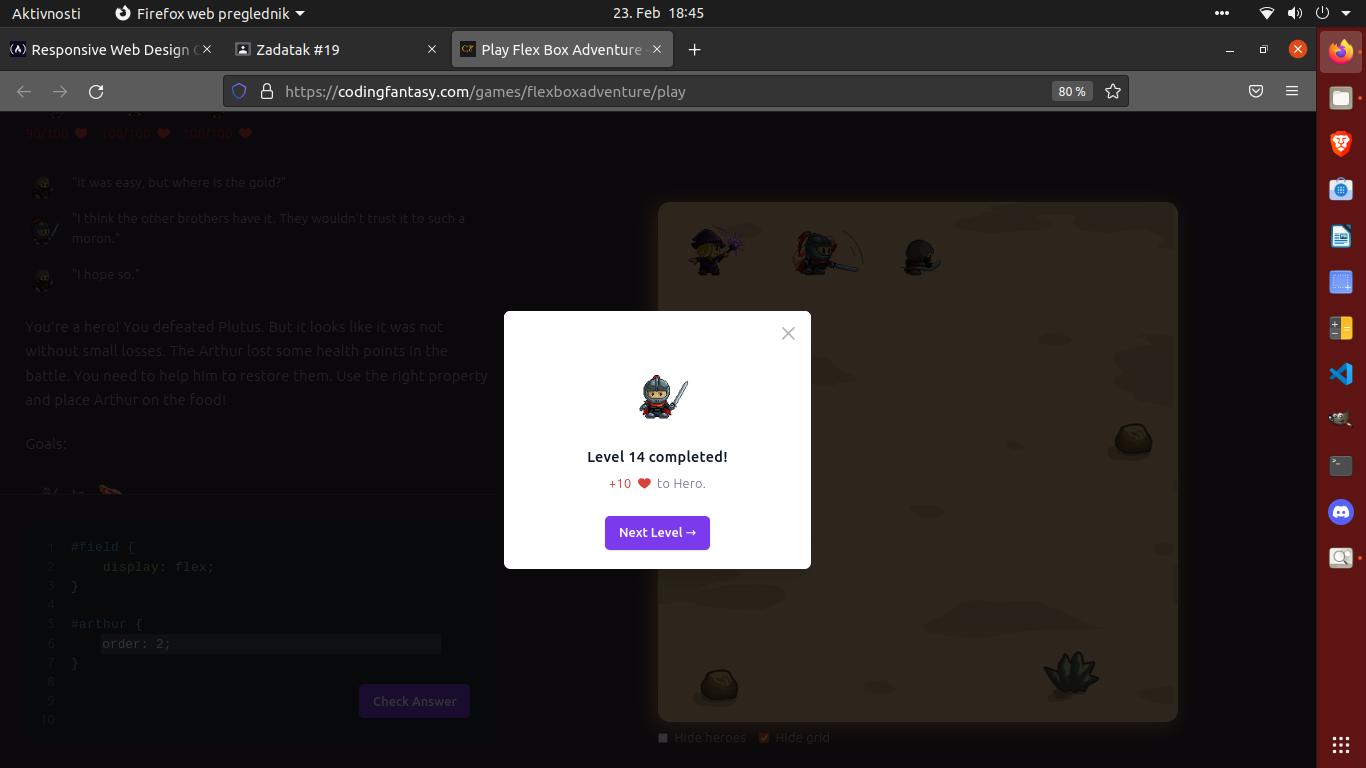 Aktivnosti
Firefox web preglednik
23. Feb 18:45
Responsive Web Design
Zadatak #19
Play Flex Box Adventure
https://codingfantasy.com/games/flexboxadventure/play
80 %
90/100 100/100 100/100
"It was easy, but where is the gold?"
"I think the other brothers have it. They wouldn't trust it to such a
moron."
"I hope so."
You're a hero! You defeated Plutus. But it looks like it was not
without small losses. The Arthur lost some health points in the
battle. You need to help him to restore them. Use the right property
and place Arthur on the food!
Goals:
to
1 #field {
2 display: flex;
3 }
4
5 #arthur {
6 order: 2;
7 }
8
9
10
Check Answer
Level 14 completed!
+10 to Hero.
Next Level →
Hide heroes Hide grid